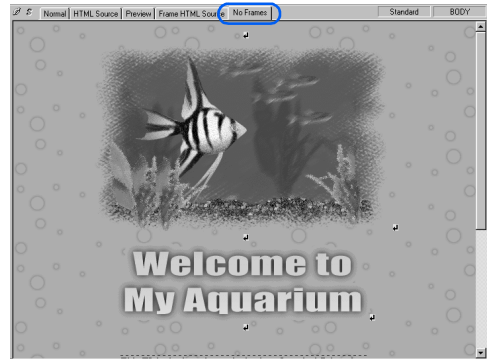 Normal HTML Source Preview Frame HTML Source No Frames Standard BODY
Welcome to
My Aquarium